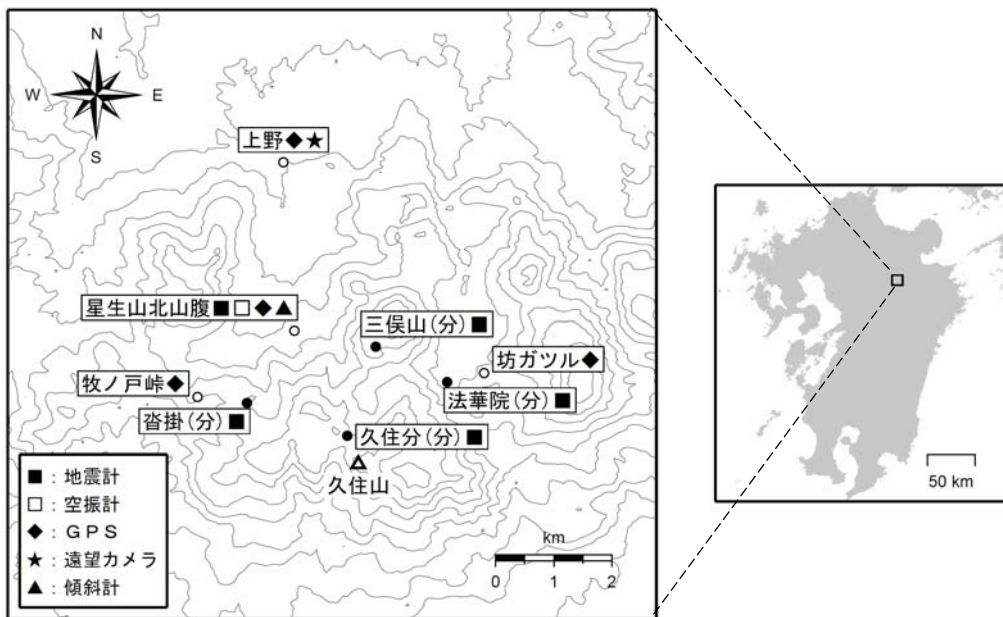 N
W E
S
上野◆★
星生山北山腹■□◆▲
三俣山(分)■
坊ガツル◆
牧ノ戸峠◆
法華院(分)■
沓掛(分)■
久住分(分)■
久住山
■：地震計
□：空振計
◆：ＧＰＳ
★：遠望カメラ
▲：傾斜計
km
0 1 2
50 km